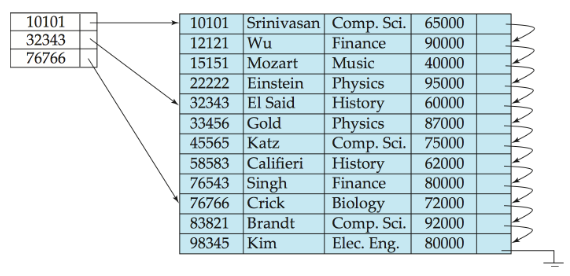 10101
32343
76766
10101 Srinivasan Comp. Sci. 65000
12121 Wu Finance 90000
15151 Mozart Music 40000
22222 Einstein Physics 95000
32343 El Said History 60000
33456 Gold Physics 87000
45565 Katz Comp. Sci. 75000
58583 Califieri History 62000
76543 Singh Finance 80000
76766 Crick Biology 72000
83821 Brandt Comp. Sci. 92000
98345 Kim Elec. Eng. 80000